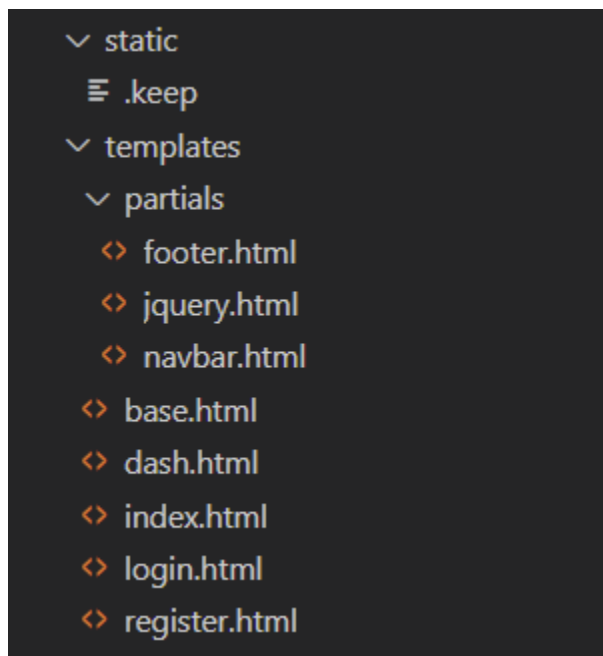 static
.keep
templates
partials
footer.html
jquery.html
navbar.html
base.html
dash.html
index.html
login.html
register.html